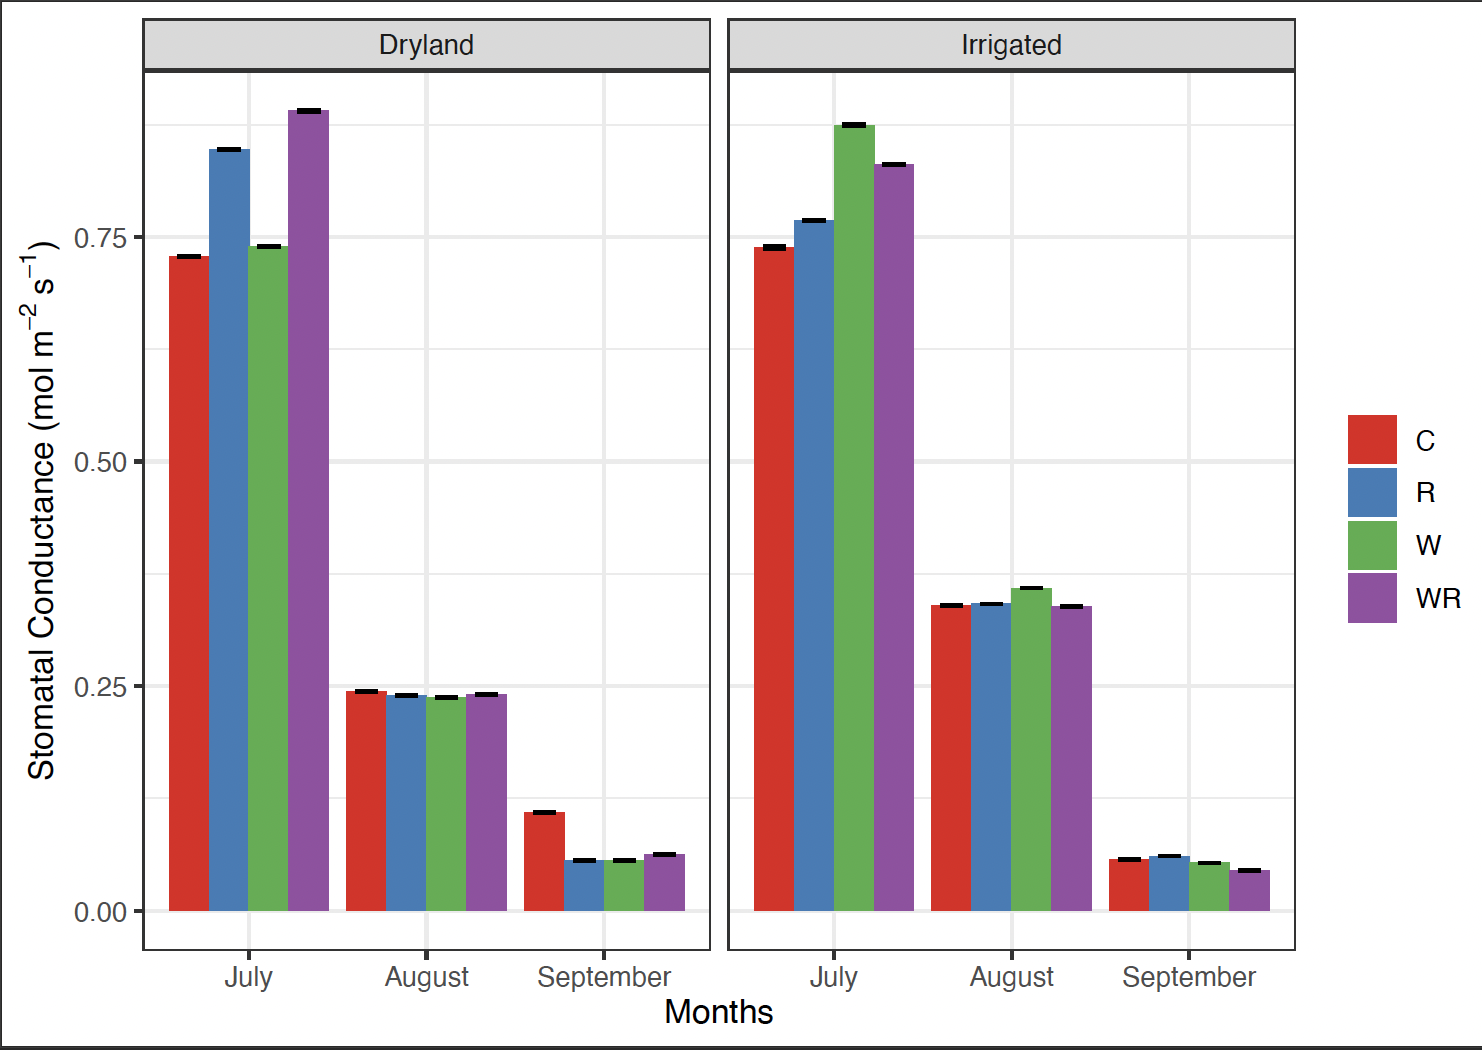 Dryland Irrigated
Stomatal Conductance (mol m⁻² s⁻¹)
0.75
0.50
0.25
0.00
July August September July August September
Months
C
R
W
WR